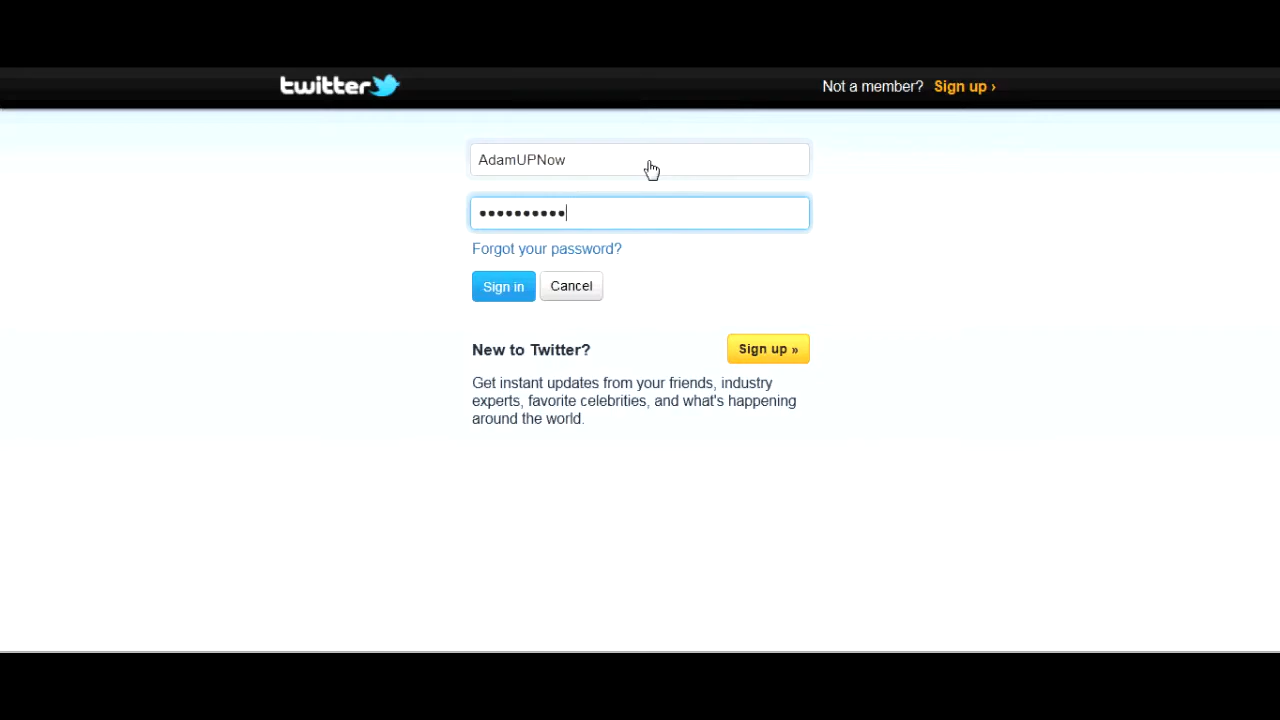 twitter
Not a member? Sign up ›
AdamUPNow
••••••••••
Forgot your password?
Sign in
Cancel
New to Twitter?
Sign up »
Get instant updates from your friends, industry
experts, favorite celebrities, and what's happening
around the world.